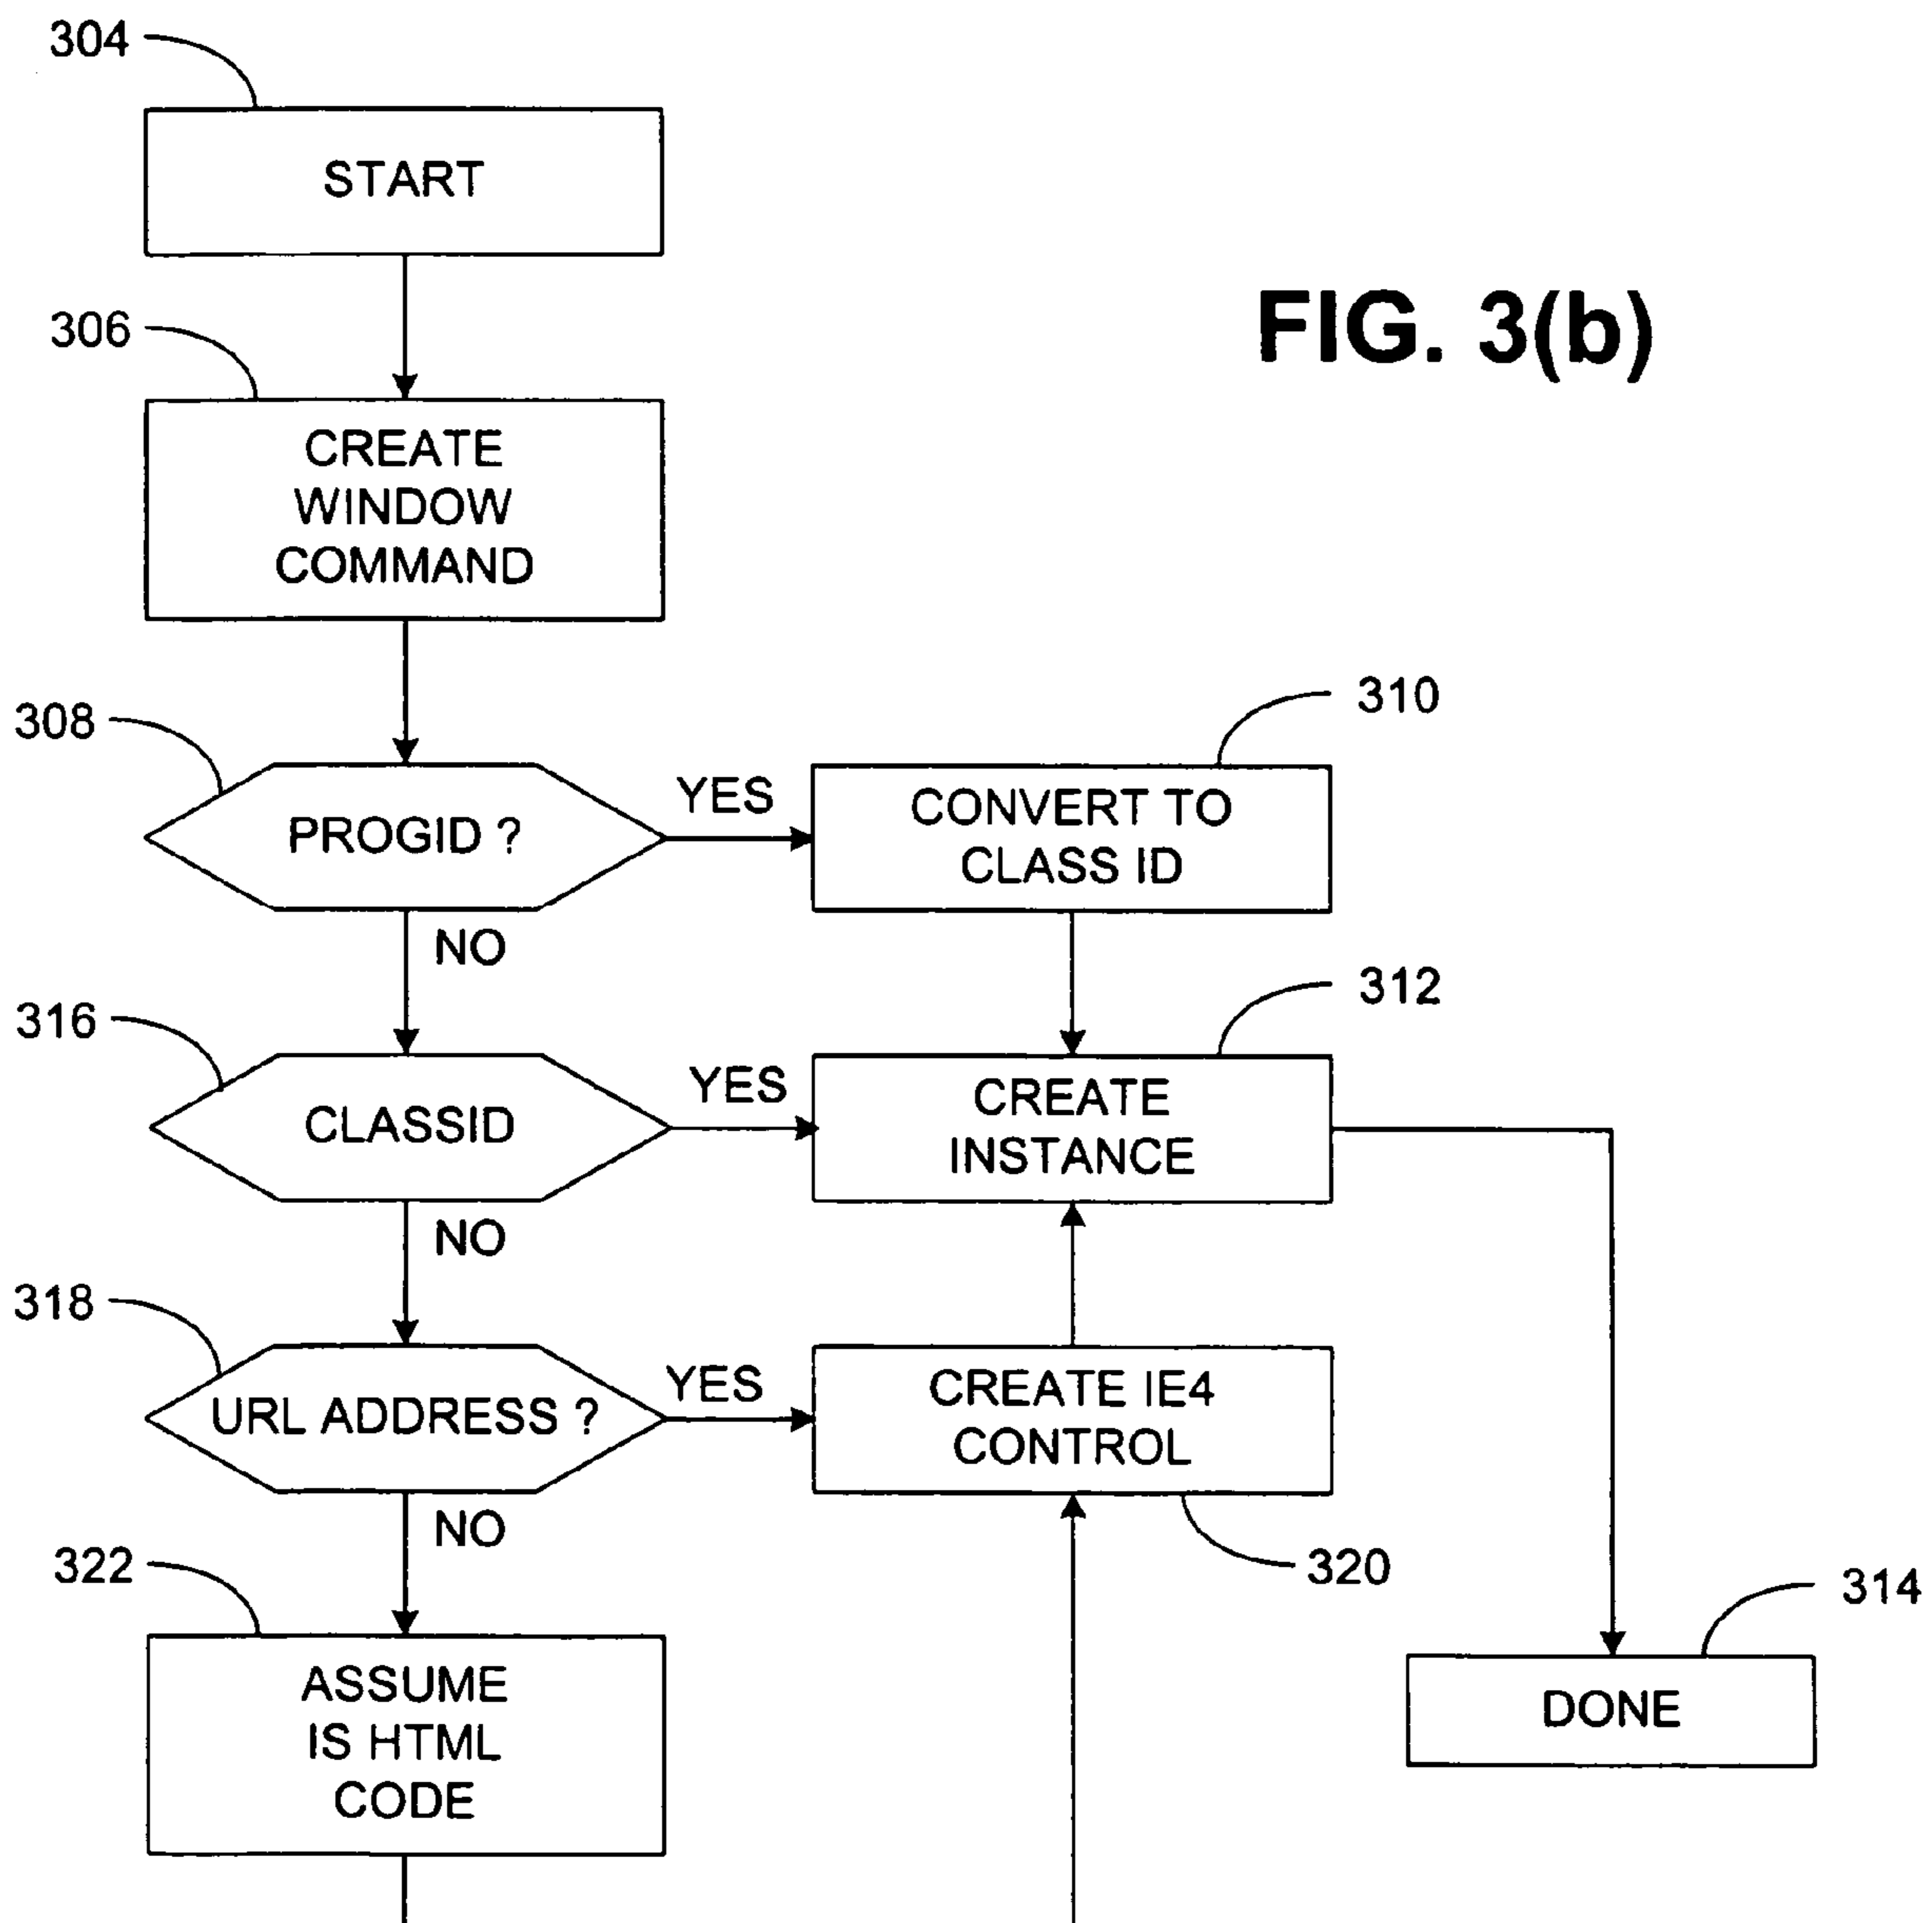 304
START
FIG. 3(b)
306
CREATE
WINDOW
COMMAND
308
PROGID ?
YES
310
CONVERT TO
CLASS ID
NO
316
CLASSID
YES
312
CREATE
INSTANCE
NO
318
URL ADDRESS ?
YES
CREATE IE4
CONTROL
320
NO
322
ASSUME
IS HTML
CODE
314
DONE